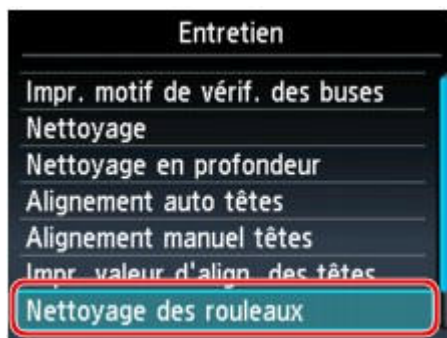 Entretien
Impr. motif de vérif. des buses
Nettoyage
Nettoyage en profondeur
Alignement auto têtes
Alignement manuel têtes
Impr. valeur d'align. des têtes
Nettoyage des rouleaux